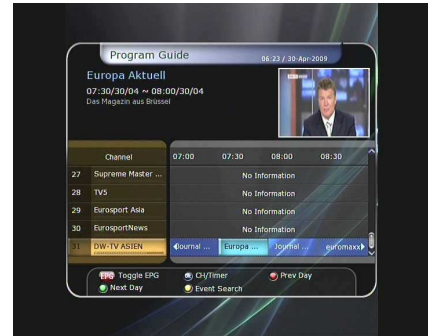 Program Guide
06:23 / 30-Apr-2009
Europa Aktuell
07:30/30/04 ~ 08:00/30/04
Das Magazin aus Brüssel
Channel 07:00 07:30 08:00 08:30
27 Supreme Master ... No Information
28 TV5 No Information
29 Eurosport Asia No Information
30 EurosportNews No Information
31 DW-TV ASIEN Journal ... Europa ... Journal ... euromaxx
EPG Toggle EPG CH/Timer Prev Day
Next Day Event Search